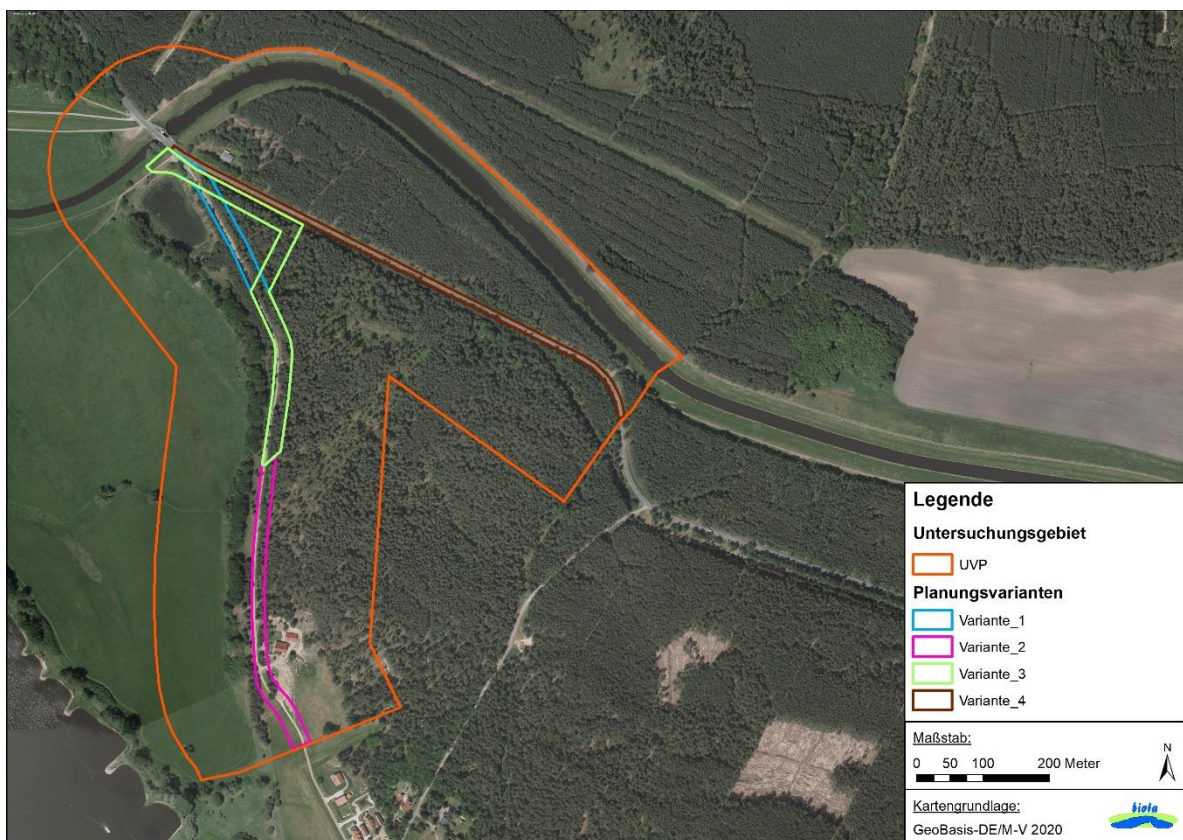 Legende
Untersuchungsgebiet
UVP
Planungsvarianten
Variante_1
Variante_2
Variante_3
Variante_4
Maßstab:
0 50 100 200 Meter
N
Kartengrundlage:
GeoBasis-DE/M-V 2020
biota